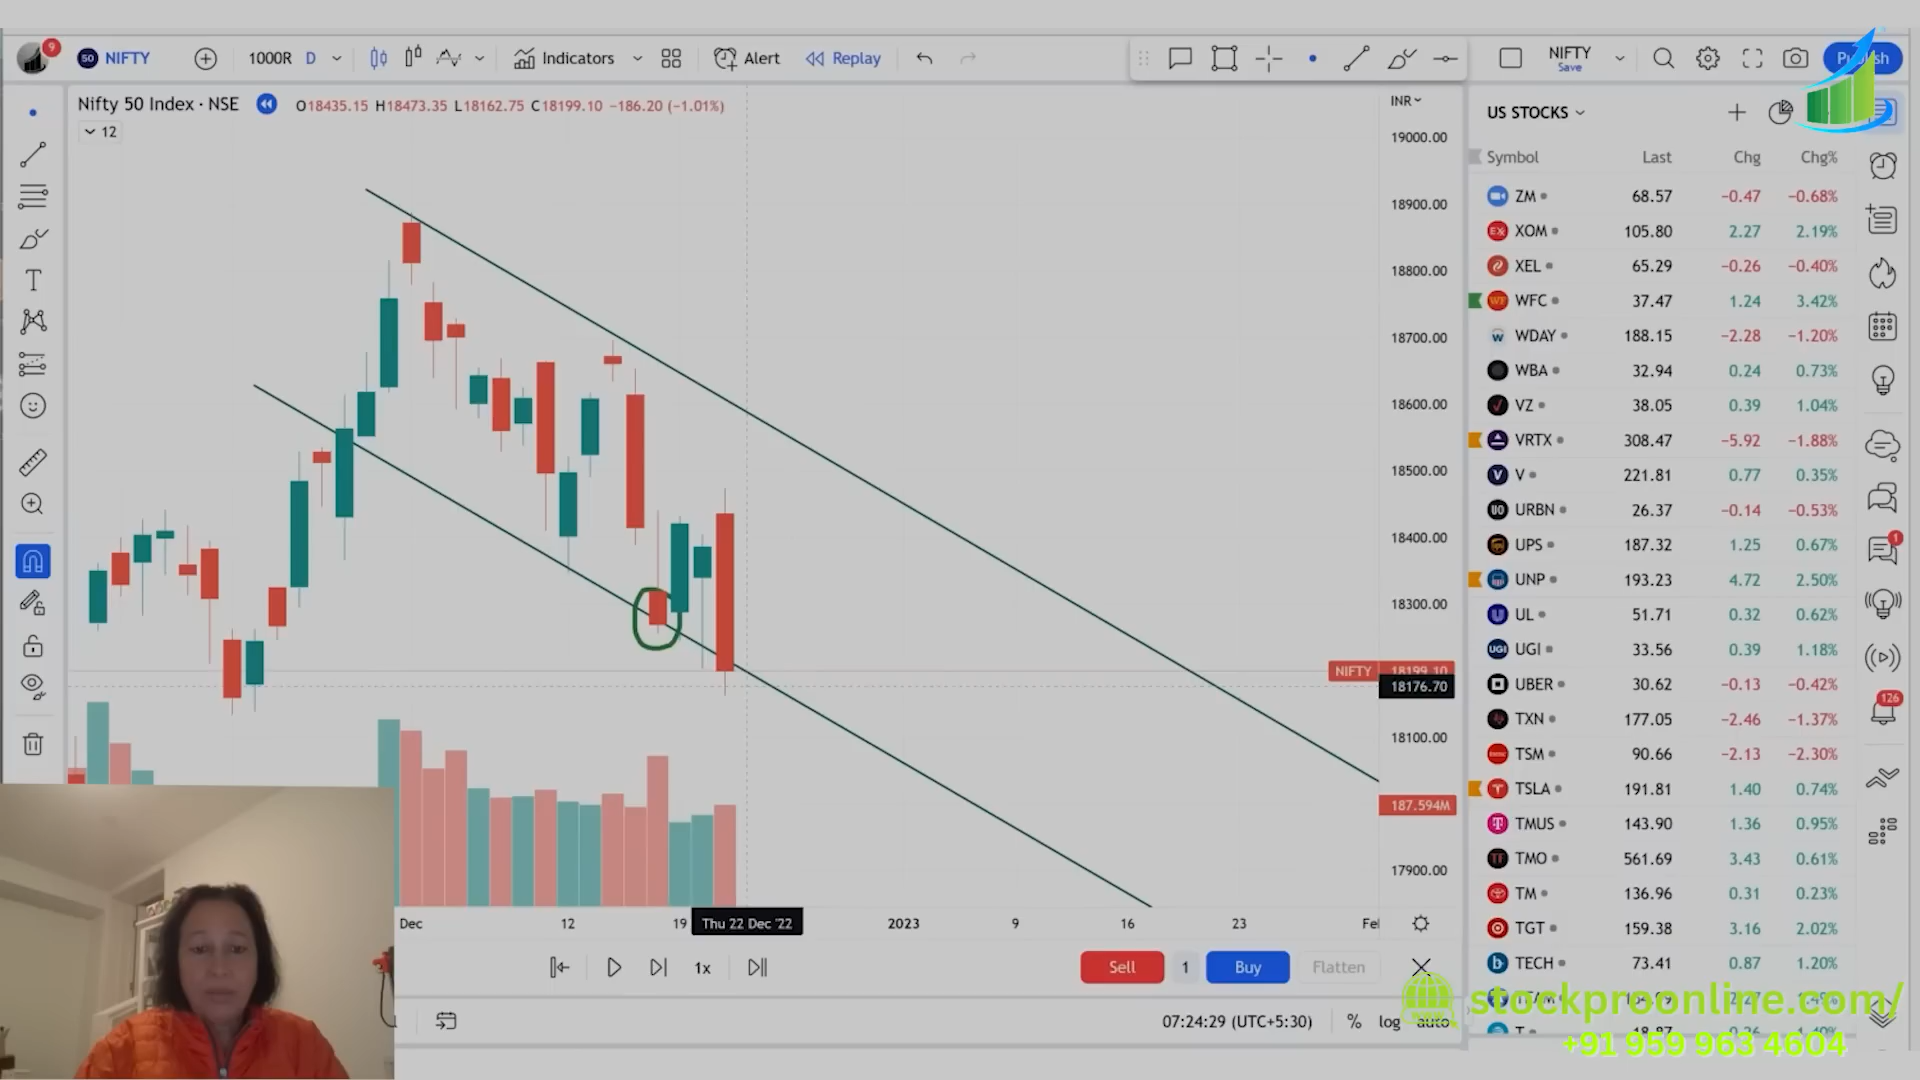 9
50 NIFTY
1000R D
Indicators
Alert
Replay
NIFTY
Save
Publish
Nifty 50 Index · NSE
O18435.15 H18473.35 L18162.75 C18199.10 −186.20 (−1.01%)
12
INR
19000.00
18900.00
18800.00
18700.00
18600.00
18500.00
18400.00
18300.00
NIFTY 18199.10
18176.70
18100.00
187.594M
17900.00
Dec 12 19 Thu 22 Dec '22 2023 9 16 23
1x
Sell 1 Buy Flatten
07:24:29 (UTC+5:30) % log auto
US STOCKS
Symbol Last Chg Chg%
ZM 68.57 −0.47 −0.68%
XOM 105.80 2.27 2.19%
XEL 65.29 −0.26 −0.40%
WFC 37.47 1.24 3.42%
WDAY 188.15 −2.28 −1.20%
WBA 32.94 0.24 0.73%
VZ 38.05 0.39 1.04%
VRTX 308.47 −5.92 −1.88%
V 221.81 0.77 0.35%
URBN 26.37 −0.14 −0.53%
UPS 187.32 1.25 0.67%
UNP 193.23 4.72 2.50%
UL 51.71 0.32 0.62%
UGI 33.56 0.39 1.18%
UBER 30.62 −0.13 −0.42%
TXN 177.05 −2.46 −1.37%
TSM 90.66 −2.13 −2.30%
TSLA 191.81 1.40 0.74%
TMUS 143.90 1.36 0.95%
TMO 561.69 3.43 0.61%
TM 136.96 0.31 0.23%
TGT 159.38 3.16 2.02%
TECH 73.41 0.87 1.20%
1
126
stockproonline.com/
+91 959 963 4604